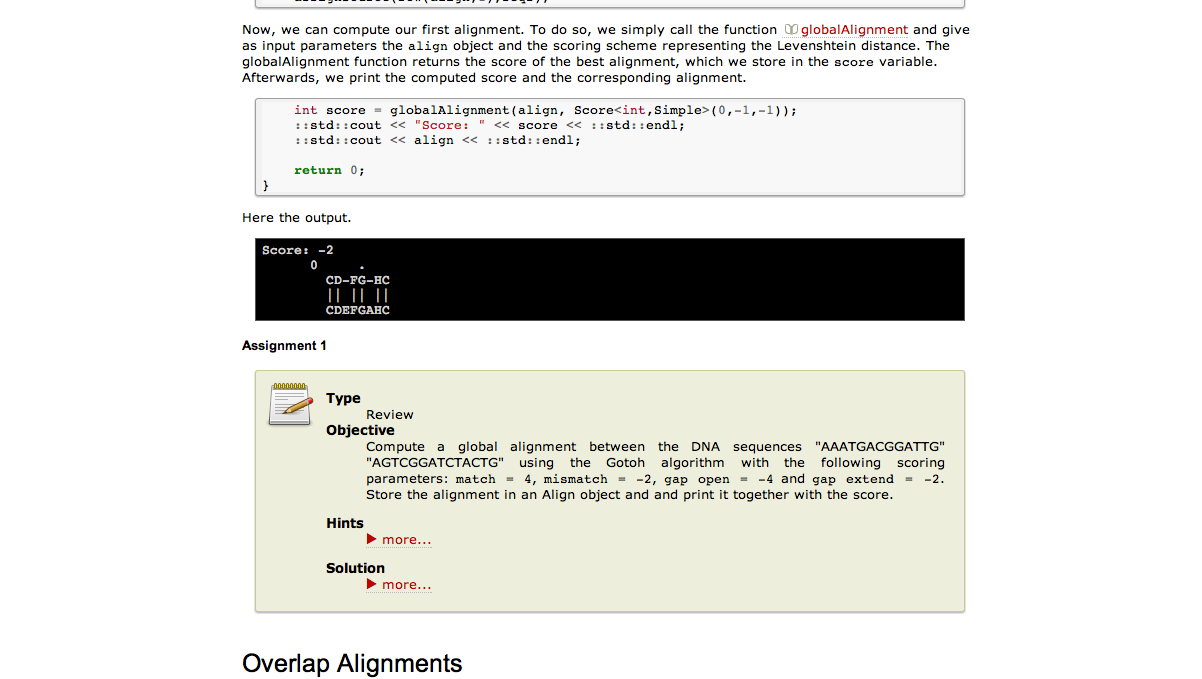 Now, we can compute our first alignment. To do so, we simply call the function globalAlignment and give
as input parameters the align object and the scoring scheme representing the Levenshtein distance. The
globalAlignment function returns the score of the best alignment, which we store in the score variable.
Afterwards, we print the computed score and the corresponding alignment.
int score = globalAlignment(align, Score<int,Simple>(0,-1,-1));
::std::cout << "Score: " << score << ::std::endl;
::std::cout << align << ::std::endl;
return 0;
}
Here the output.
Score: -2
0 .
CD-FG-HC
|| || ||
CDEFGAHC
Assignment 1
Type
Review
Objective
Compute a global alignment between the DNA sequences "AAATGACGGATTG"
"AGTCGGATCTACTG" using the Gotoh algorithm with the following scoring
parameters: match = 4, mismatch = -2, gap open = -4 and gap extend = -2.
Store the alignment in an Align object and and print it together with the score.
Hints
more...
Solution
more...
Overlap Alignments